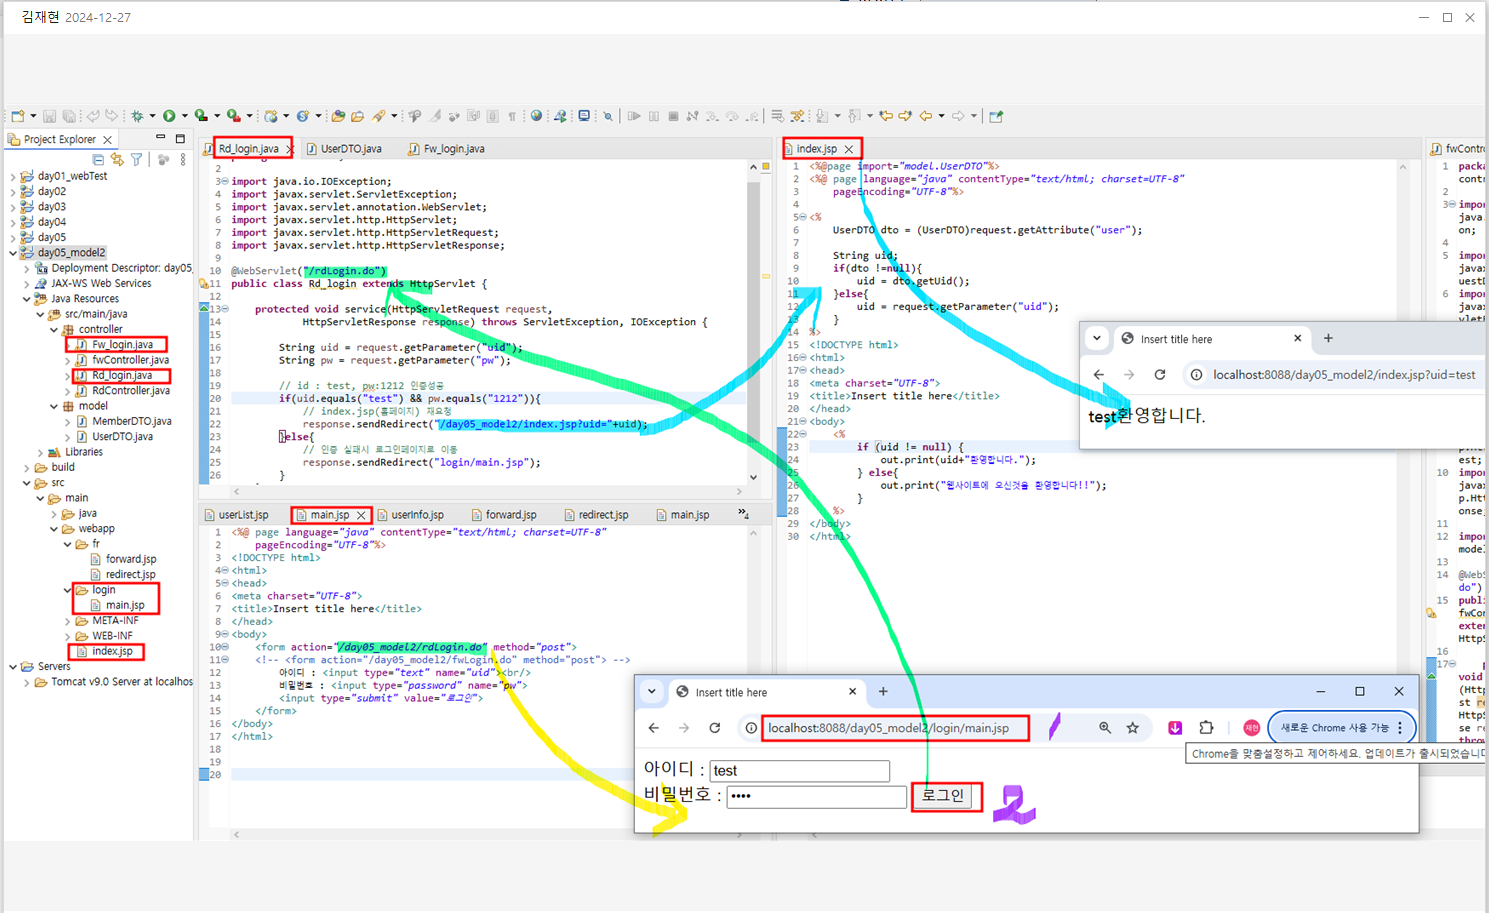 김재현 2024-12-27
Project Explorer
day01_webTest
day02
day03
day04
day05
day05_model2
Deployment Descriptor: day05_
JAX-WS Web Services
Java Resources
src/main/java
controller
Fw_login.java
fwController.java
Rd_login.java
RdController.java
model
MemberDTO.java
UserDTO.java
Libraries
build
src
main
java
webapp
fr
forward.jsp
redirect.jsp
login
main.jsp
META-INF
WEB-INF
index.jsp
Servers
Tomcat v9.0 Server at localhos
Rd_login.java UserDTO.java Fw_login.java
2
3 import java.io.IOException;
4 import javax.servlet.ServletException;
5 import javax.servlet.annotation.WebServlet;
6 import javax.servlet.http.HttpServlet;
7 import javax.servlet.http.HttpServletRequest;
8 import javax.servlet.http.HttpServletResponse;
9
10 @WebServlet("/rdLogin.do")
11 public class Rd_login extends HttpServlet {
12
13 protected void service(HttpServletRequest request,
14 HttpServletResponse response) throws ServletException, IOException {
15
16 String uid = request.getParameter("uid");
17 String pw = request.getParameter("pw");
18
19 // id : test, pw:1212 인증성공
20 if(uid.equals("test") && pw.equals("1212")){
21 // index.jsp(홈페이지) 재요청
22 response.sendRedirect("/day05_model2/index.jsp?uid="+uid);
23 }else{
24 // 인증 실패시 로그인페이지로 이동
25 response.sendRedirect("login/main.jsp");
26 }
userList.jsp main.jsp userInfo.jsp forward.jsp redirect.jsp main.jsp »4
1 <%@ page language="java" contentType="text/html; charset=UTF-8"
2 pageEncoding="UTF-8"%>
3 <!DOCTYPE html>
4 <html>
5 <head>
6 <meta charset="UTF-8">
7 <title>Insert title here</title>
8 </head>
9 <body>
10 <form action="/day05_model2/rdLogin.do" method="post">
11 <!-- <form action="/day05_model2/fwLogin.do" method="post"> -->
12 아이디 : <input type="text" name="uid"><br/>
13 비밀번호 : <input type="password" name="pw">
14 <input type="submit" value="로그인">
15 </form>
16 </body>
17 </html>
18
19
20
index.jsp
1 <%@page import="model.UserDTO"%>
2 <%@ page language="java" contentType="text/html; charset=UTF-8"
3 pageEncoding="UTF-8"%>
4
5 <%
6 UserDTO dto = (UserDTO)request.getAttribute("user");
7
8 String uid;
9 if(dto !=null){
10 uid = dto.getUid();
11 }else{
12 uid = request.getParameter("uid");
13 }
14 %>
15 <!DOCTYPE html>
16 <html>
17 <head>
18 <meta charset="UTF-8">
19 <title>Insert title here</title>
20 </head>
21 <body>
22 <%
23 if (uid != null) {
24 out.print(uid+"환영합니다.");
25 } else{
26 out.print("웹사이트에 오신것을 환영합니다!!");
27 }
28 %>
29 </body>
30 </html>
Insert title here
localhost:8088/day05_model2/index.jsp?uid=test
test환영합니다.
Insert title here
localhost:8088/day05_model2/login/main.jsp
재현
새로운 Chrome 사용 가능
Chrome을 맞춤설정하고 제어하세요. 업데이트가 출시되었습니다
아이디 : test
비밀번호 : ••••
로그인
1
2
fwContr
1 packa
contr
2
3 impor
java.
on;
4
5 impor
javax
uestD
6 impor
javax
vlet
est;
10 impor
javax
p.Htt
onse;
11
12 impor
model
13
14 @WebS
do")
15 publi
fwCon
exten
HttpS
16
17 p
void
(Http
st re
HttpS
se re
throw